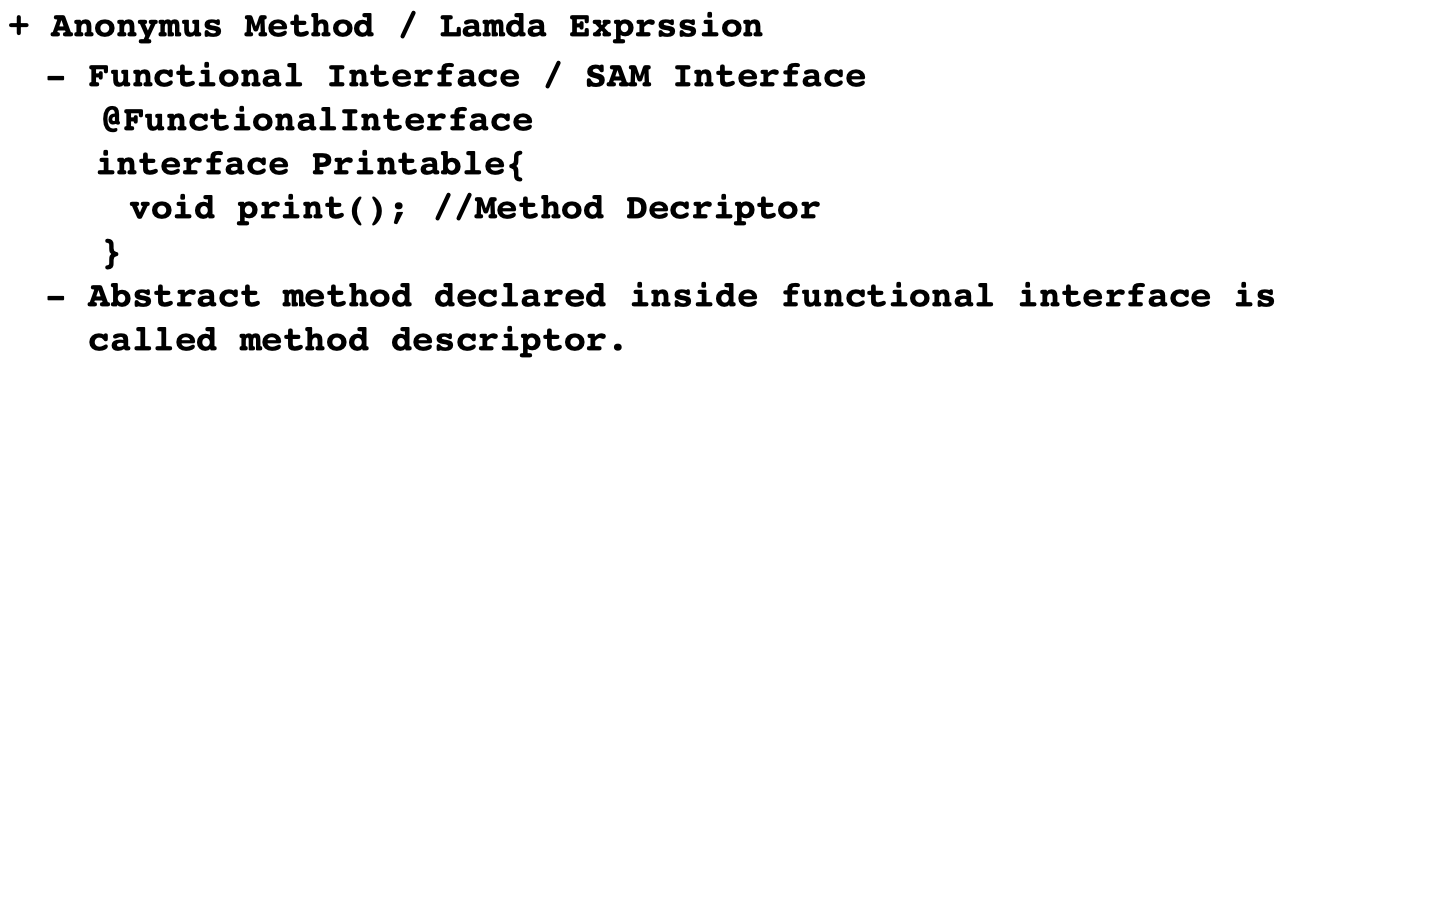 + Anonymus Method / Lamda Exprssion
- Functional Interface / SAM Interface
@FunctionalInterface
interface Printable{
void print(); //Method Decriptor
}
- Abstract method declared inside functional interface is
called method descriptor.